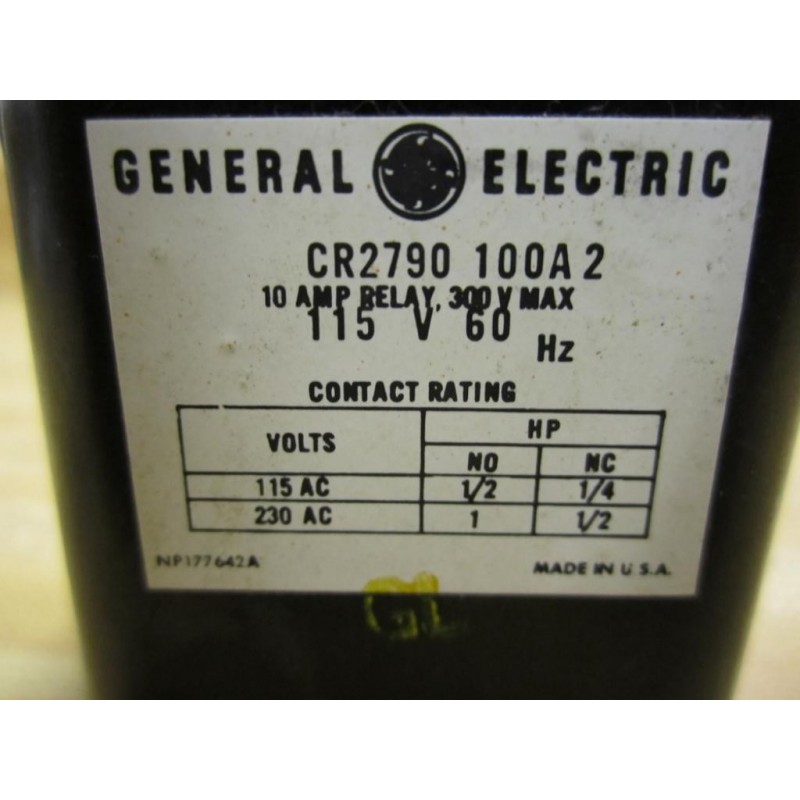 GENERAL ELECTRIC
CR2790 100A2
10 AMP RELAY, 300 V MAX
115 V 60 Hz
CONTACT RATING
VOLTS HP
NO NC
115 AC 1/2 1/4
230 AC 1 1/2
NP177642A MADE IN U.S.A.
GL